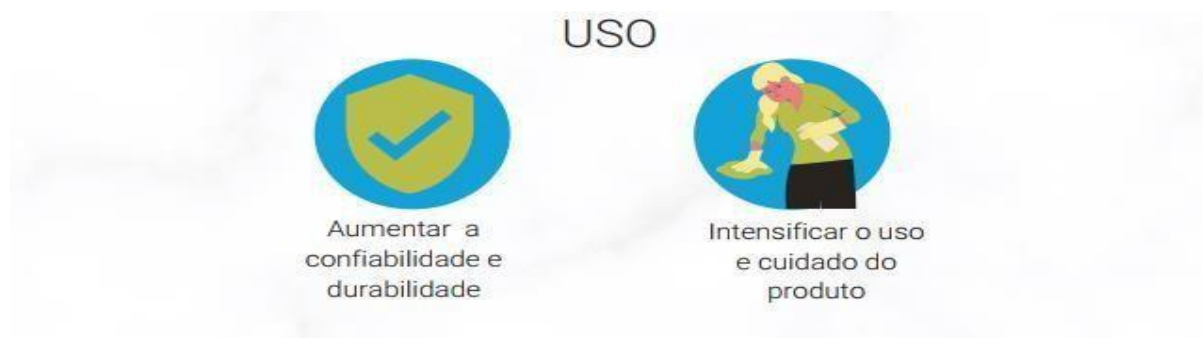 USO
Aumentar a
confiabilidade e
durabilidade
Intensificar o uso
e cuidado do
produto